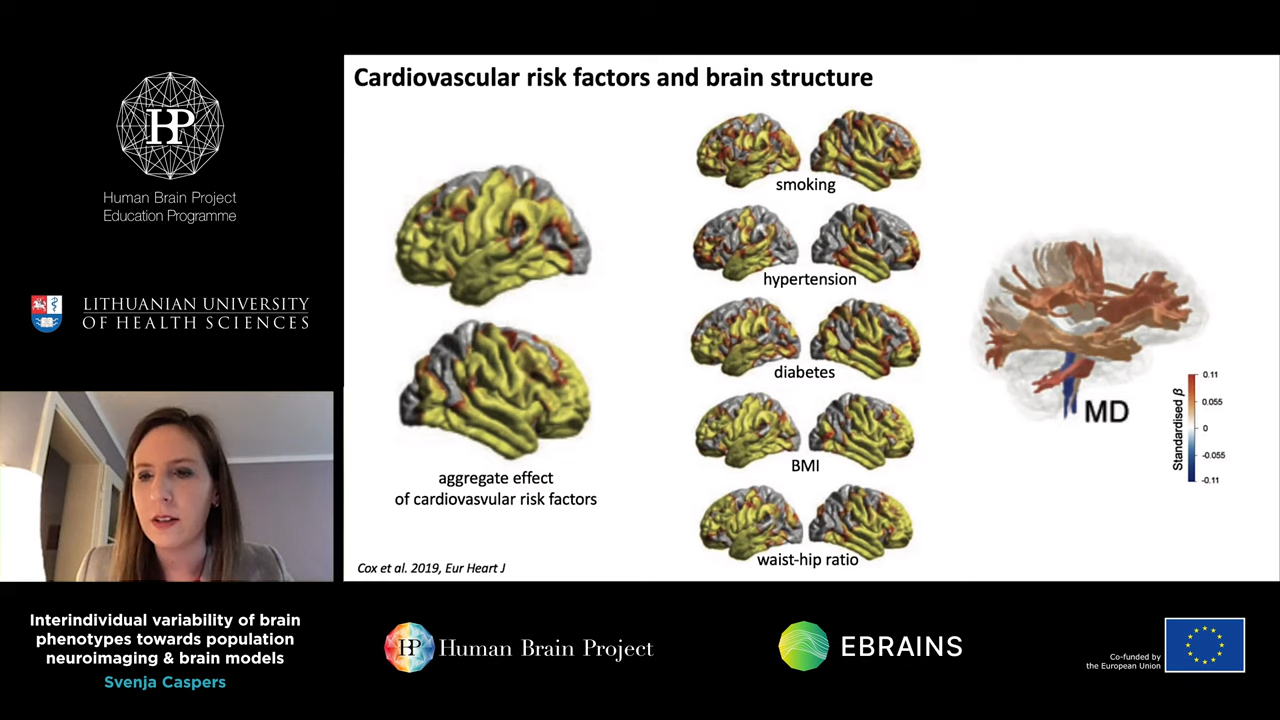 HP
Human Brain Project
Education Programme
LITHUANIAN UNIVERSITY
OF HEALTH SCIENCES
Cardiovascular risk factors and brain structure
aggregate effect
of cardiovasvular risk factors
smoking
hypertension
diabetes
BMI
waist-hip ratio
MD
Standardised β
0.11
0.055
0
-0.055
-0.11
Cox et al. 2019, Eur Heart J
Interindividual variability of brain
phenotypes towards population
neuroimaging & brain models
Svenja Caspers
HP Human Brain Project
EBRAINS
Co-funded by
the European Union